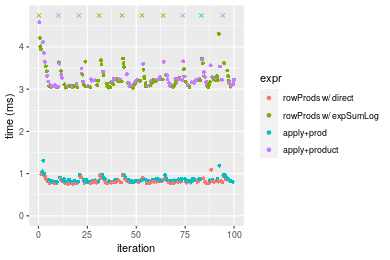 4
3
2
1
0
time (ms)
0 25 50 75 100
iteration
expr
rowProds w/ direct
rowProds w/ expSumLog
apply+prod
apply+product